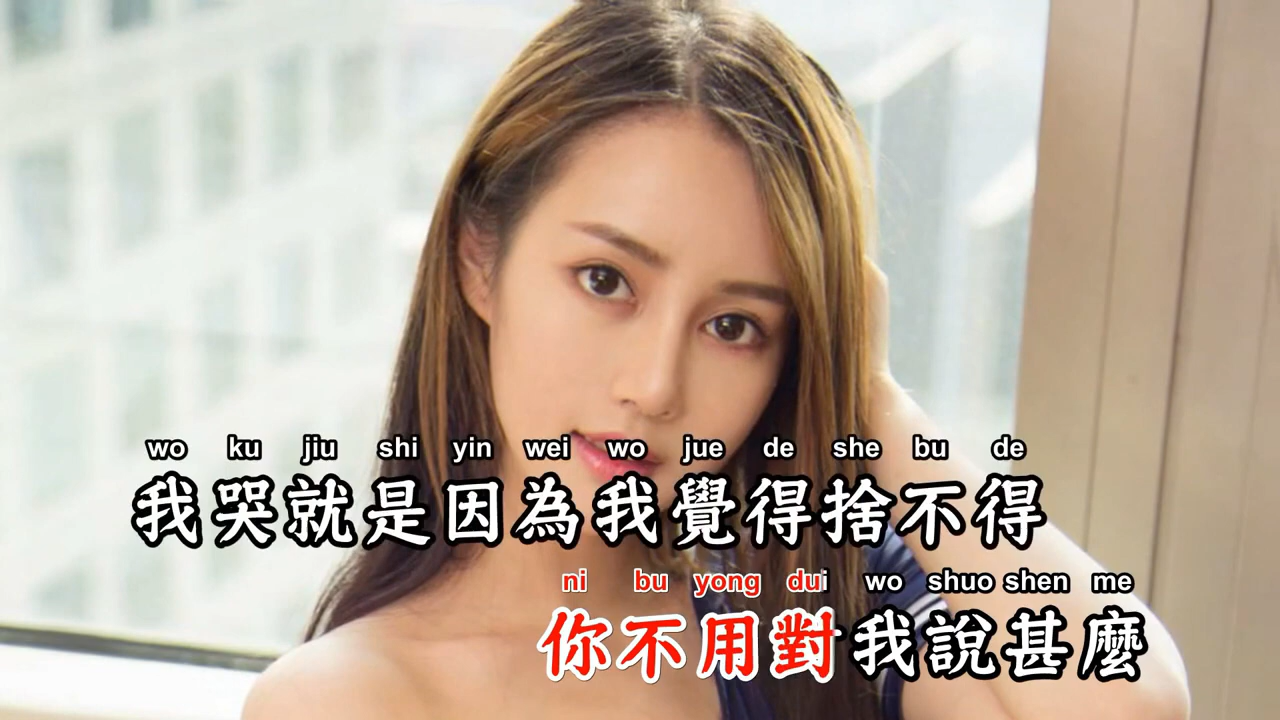 wo ku jiu shi yin wei wo jue de she bu de
我哭就是因為我覺得捨不得
ni bu yong dui wo shuo shen me
你不用對我說甚麼